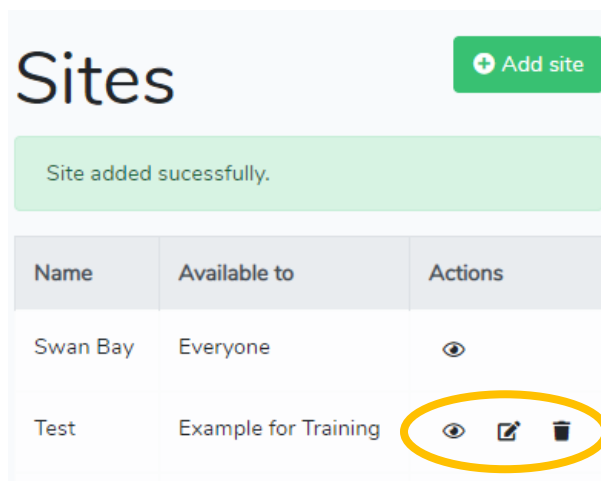 Sites
Add site
Site added sucessfully.
Name Available to Actions
Swan Bay Everyone
Test Example for Training